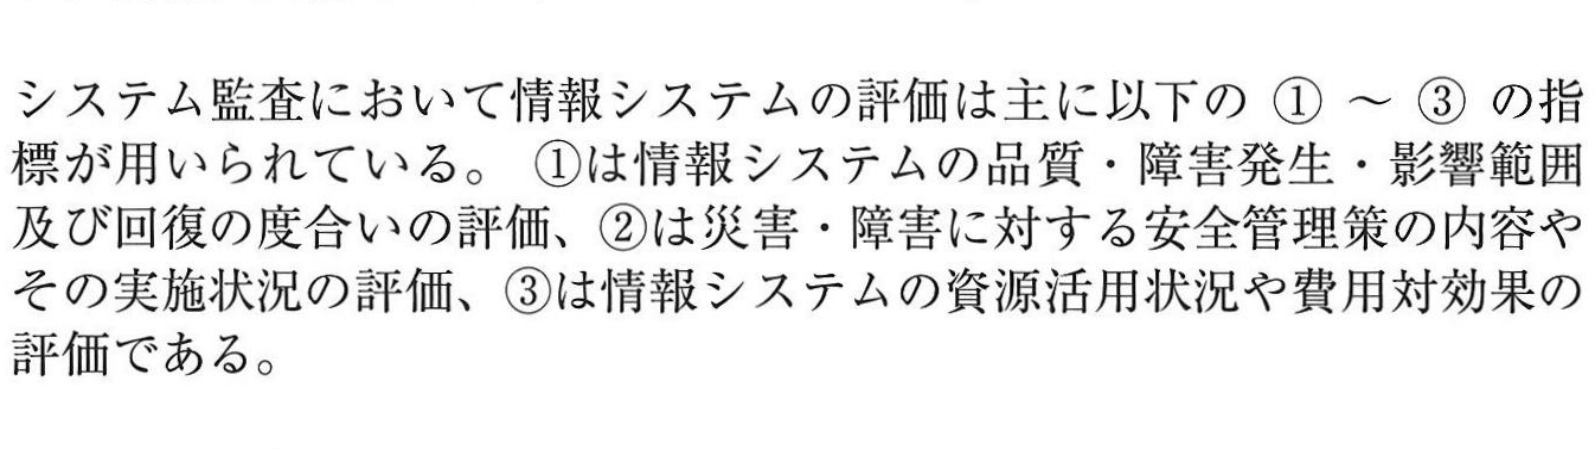 システム監査において情報システムの評価は主に以下の ① ～ ③ の指
標が用いられている。 ①は情報システムの品質・障害発生・影響範囲
及び回復の度合いの評価、②は災害・障害に対する安全管理策の内容や
その実施状況の評価、③は情報システムの資源活用状況や費用対効果の
評価である。